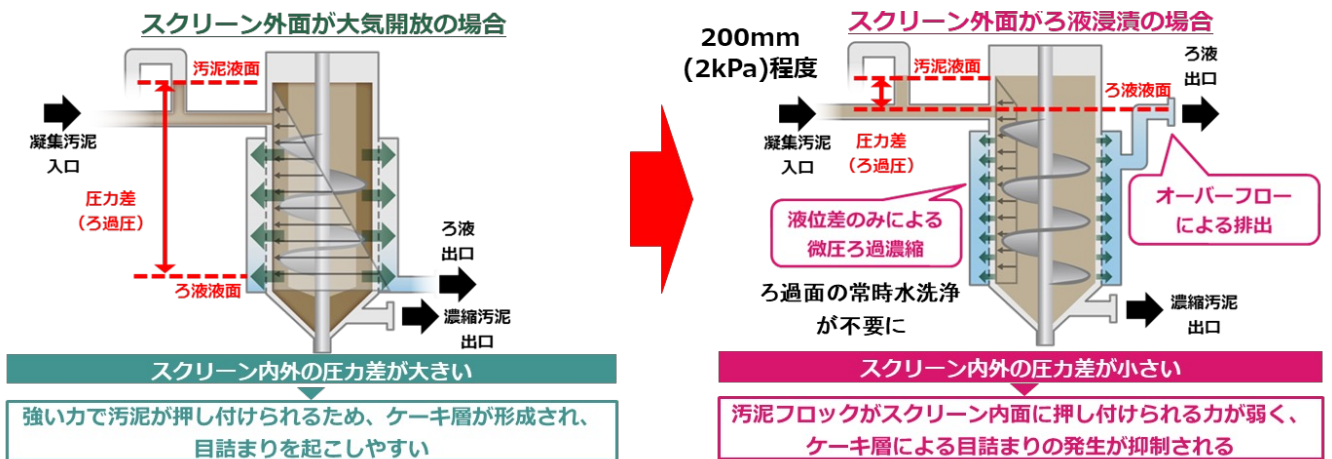 スクリーン外面が大気開放の場合
汚泥液面
凝集汚泥
入口
圧力差
(ろ過圧)
ろ液
出口
ろ液液面
濃縮汚泥
出口
スクリーン内外の圧力差が大きい
強い力で汚泥が押し付けられるため、ケーキ層が形成され、
目詰まりを起こしやすい
スクリーン外面がろ液浸漬の場合
200mm
(2kPa)程度
汚泥液面
ろ液
出口
ろ液液面
凝集汚泥
入口
圧力差
(ろ過圧)
オーバーフロー
による排出
液位差のみによる
微圧ろ過濃縮
ろ過面の常時水洗浄
が不要に
濃縮汚泥
出口
スクリーン内外の圧力差が小さい
汚泥フロックがスクリーン内面に押し付けられる力が弱く、
ケーキ層による目詰まりの発生が抑制される